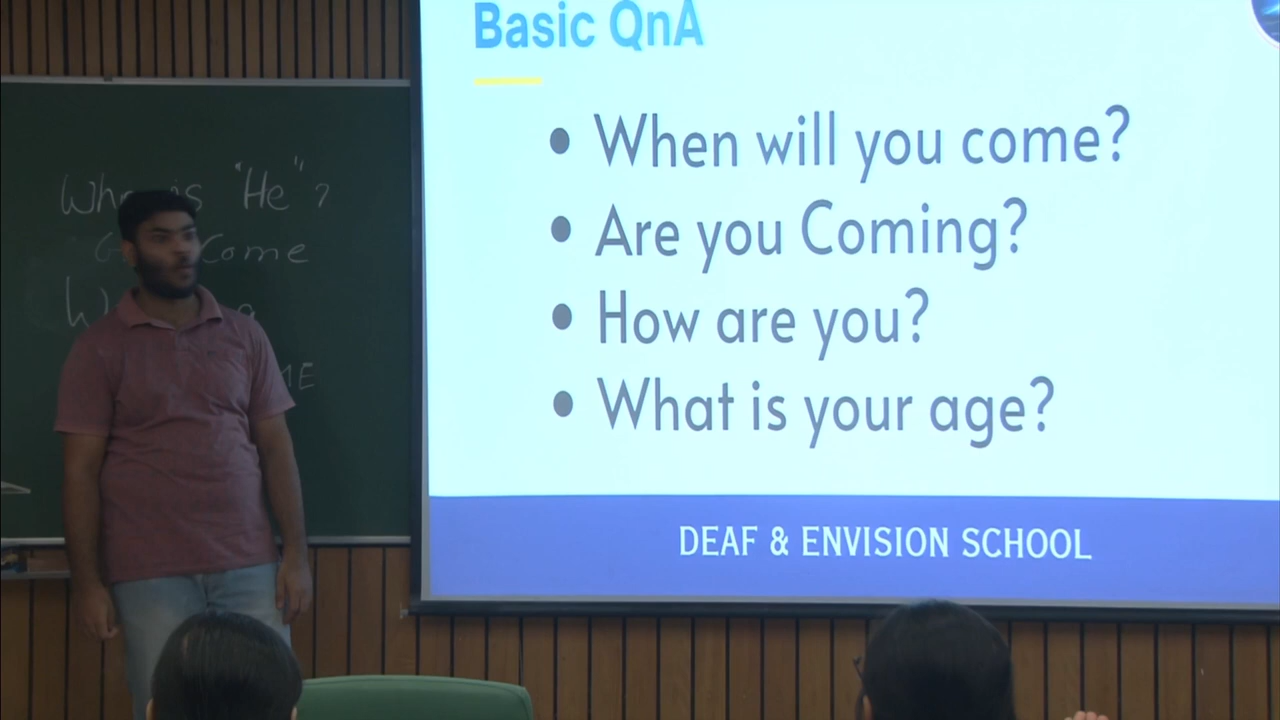 Basic QnA
• When will you come?
• Are you Coming?
• How are you?
• What is your age?
DEAF & ENVISION SCHOOL
is "He" ?
Come